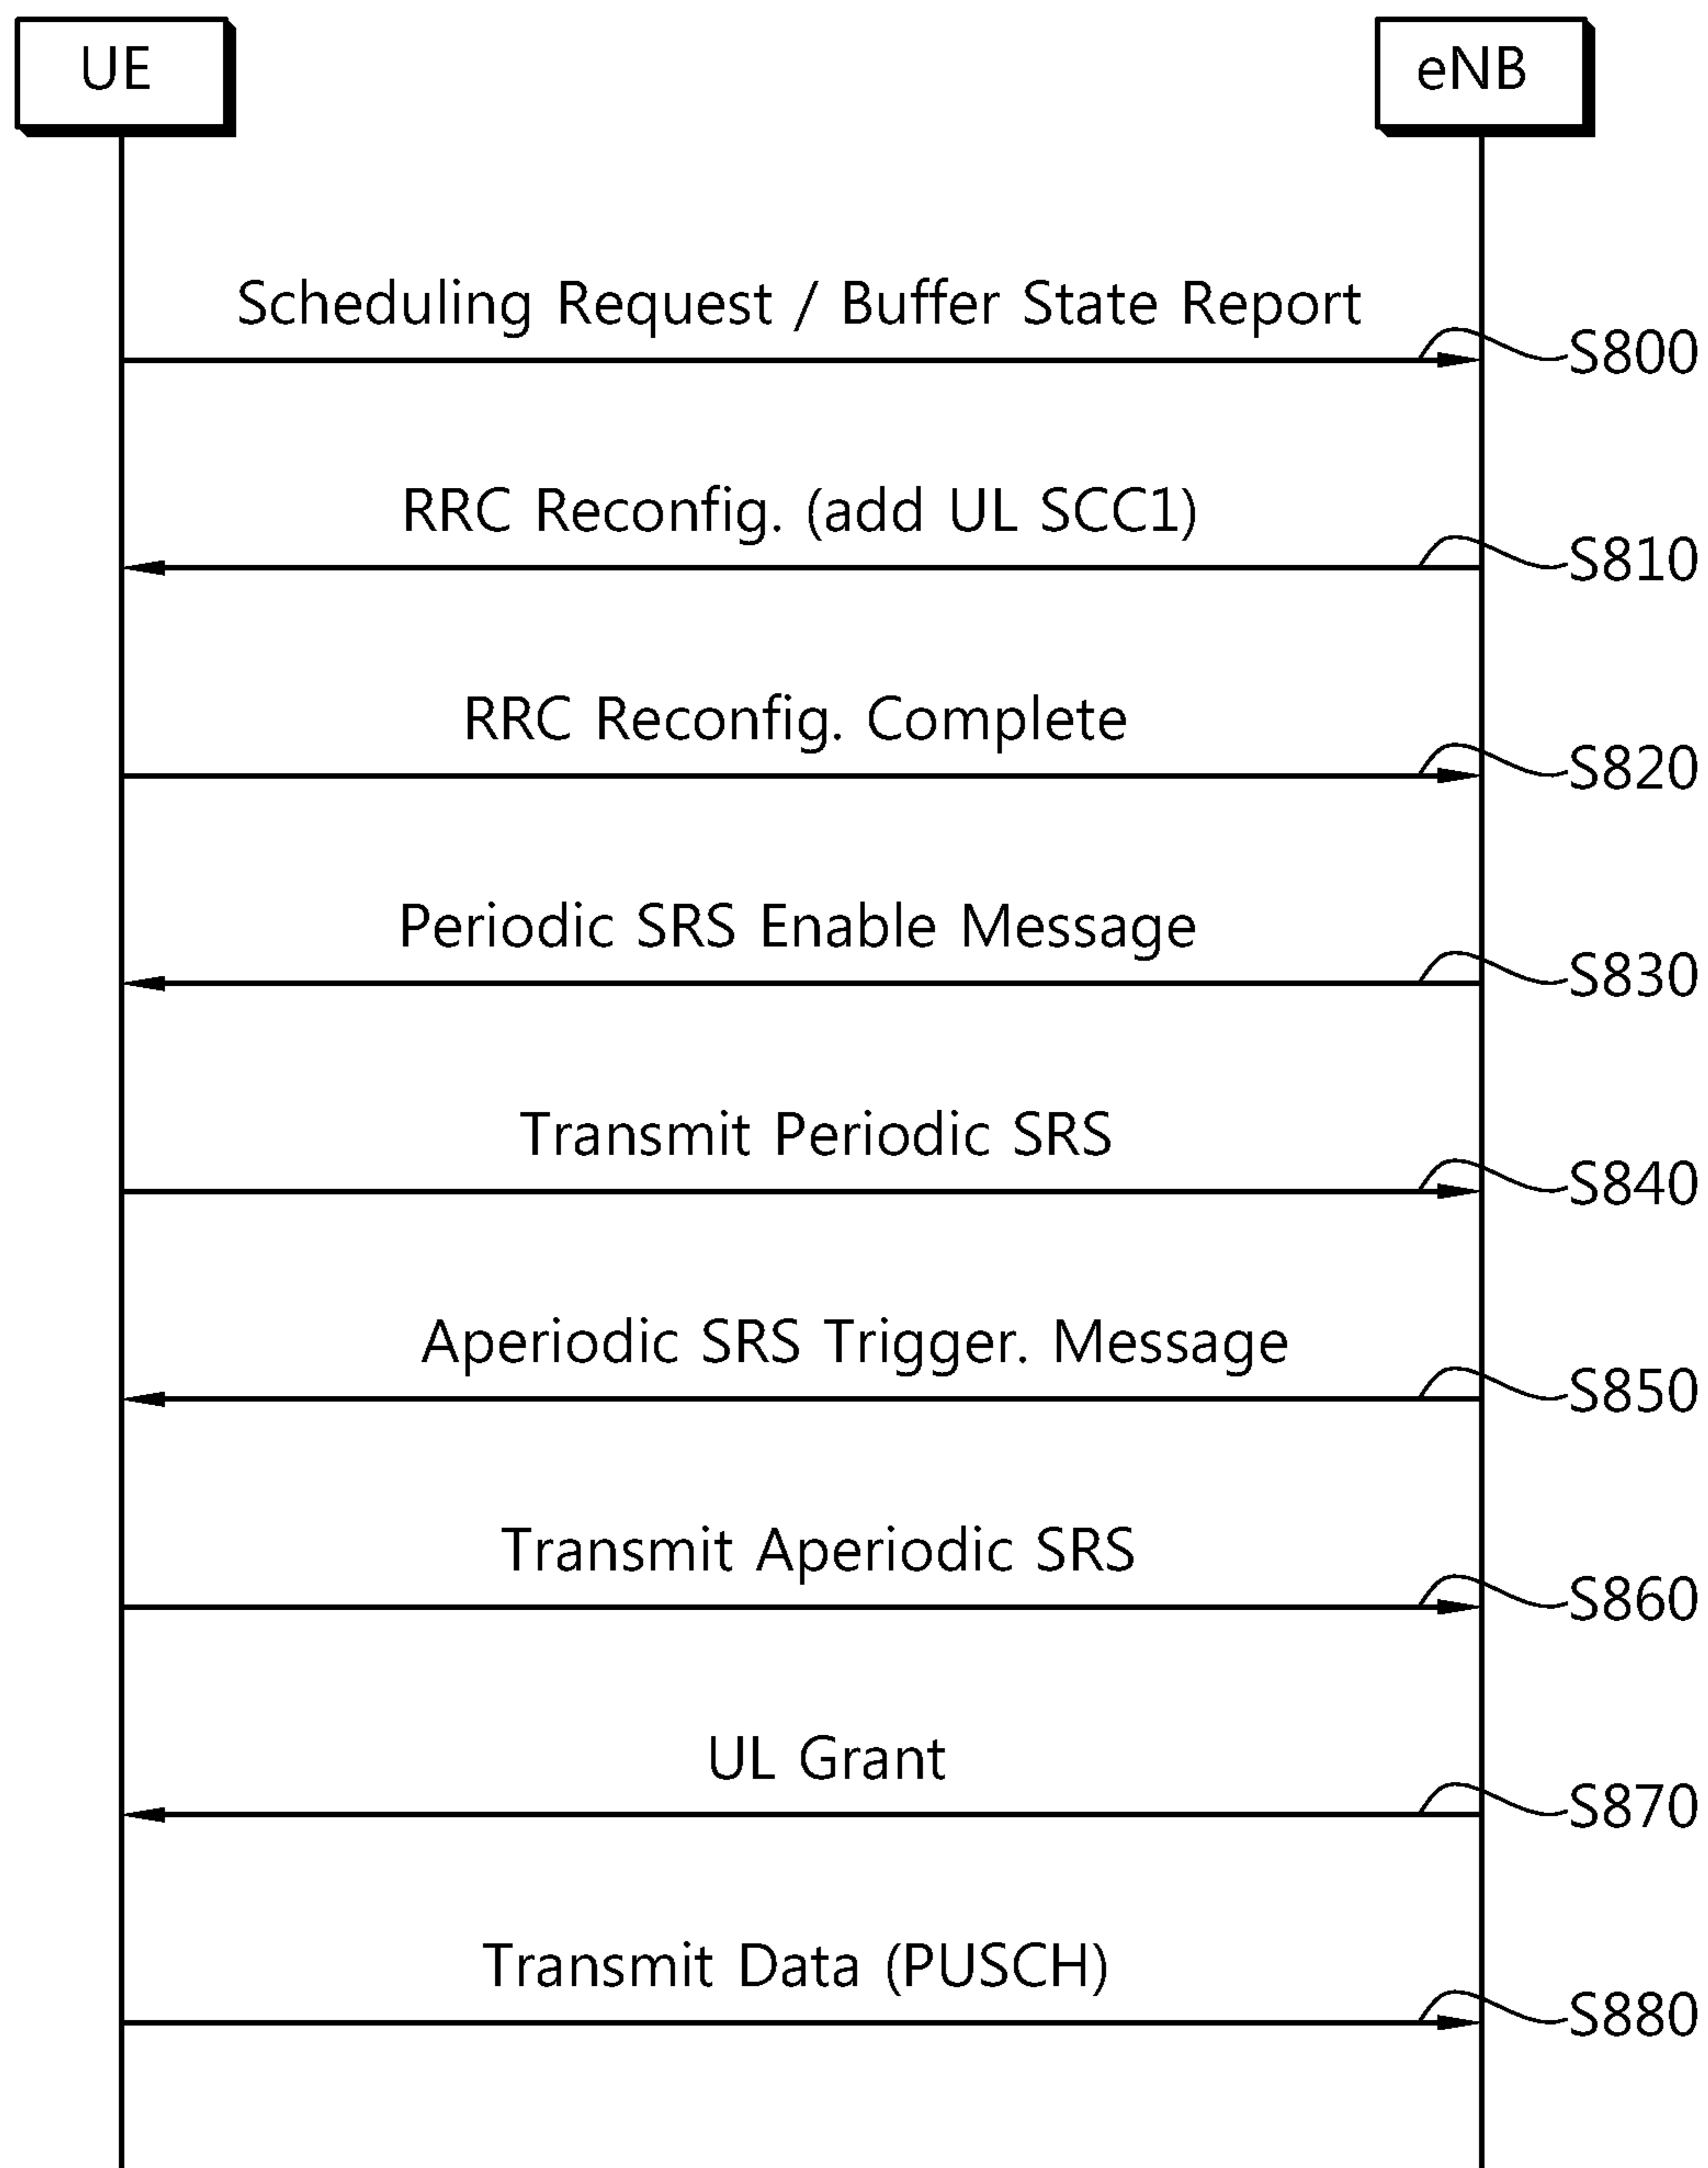 UE
eNB
Scheduling Request / Buffer State Report
S800
RRC Reconfig. (add UL SCC1)
S810
RRC Reconfig. Complete
S820
Periodic SRS Enable Message
S830
Transmit Periodic SRS
S840
Aperiodic SRS Trigger. Message
S850
Transmit Aperiodic SRS
S860
UL Grant
S870
Transmit Data (PUSCH)
S880